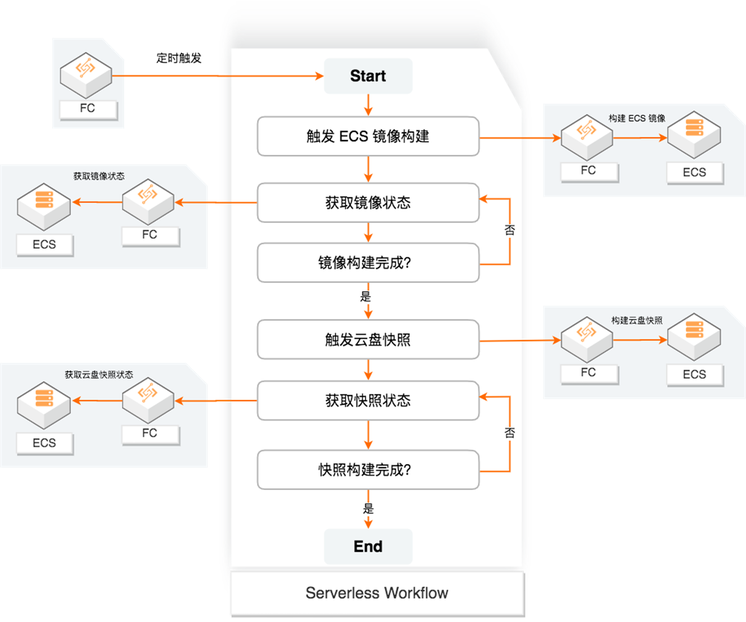 定时触发
FC
Start
触发 ECS 镜像构建
构建 ECS 镜像
FC
ECS
获取镜像状态
ECS
FC
获取镜像状态
否
镜像构建完成?
是
触发云盘快照
构建云盘快照
FC
ECS
获取云盘快照状态
ECS
FC
获取快照状态
否
快照构建完成?
是
End
Serverless Workflow